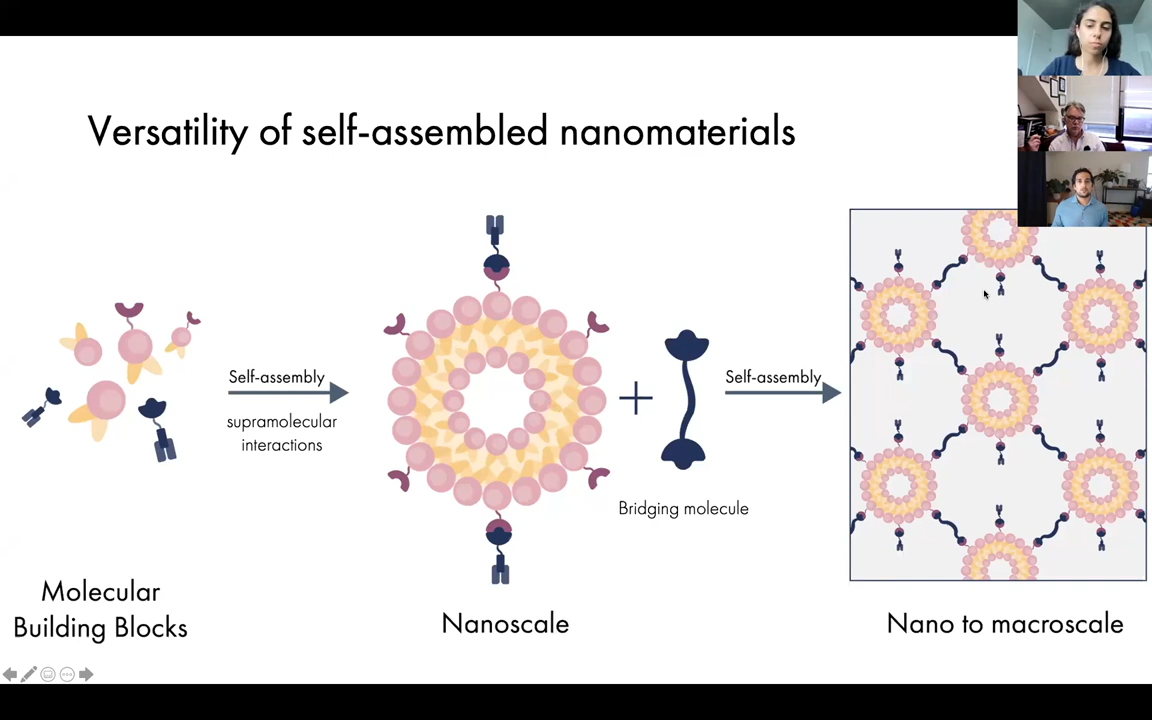 Versatility of self-assembled nanomaterials
Self-assembly
supramolecular
interactions
Self-assembly
Bridging molecule
Molecular
Building Blocks
Nanoscale
Nano to macroscale